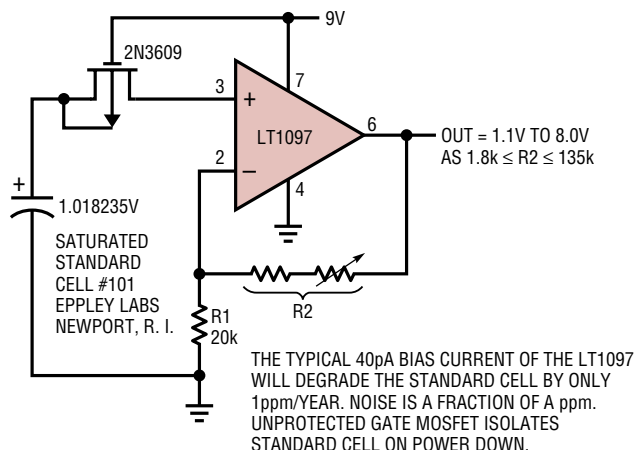 9V
2N3609
3
7
+
LT1097
6
2
–
4
OUT = 1.1V TO 8.0V
AS 1.8k ≤ R2 ≤ 135k
+
1.018235V
SATURATED
STANDARD
CELL #101
EPPLEY LABS
NEWPORT, R. I.
R2
R1
20k
THE TYPICAL 40pA BIAS CURRENT OF THE LT1097
WILL DEGRADE THE STANDARD CELL BY ONLY
1ppm/YEAR. NOISE IS A FRACTION OF A ppm.
UNPROTECTED GATE MOSFET ISOLATES
STANDARD CELL ON POWER DOWN.